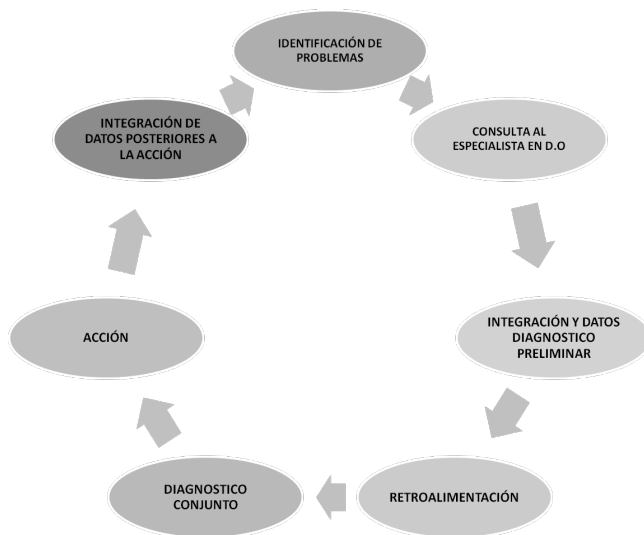 IDENTIFICACIÓN DE
PROBLEMAS
CONSULTA AL
ESPECIALISTA EN D.O
INTEGRACIÓN Y DATOS
DIAGNOSTICO
PRELIMINAR
RETROALIMENTACIÓN
DIAGNOSTICO
CONJUNTO
ACCIÓN
INTEGRACIÓN DE
DATOS POSTERIORES A
LA ACCIÓN